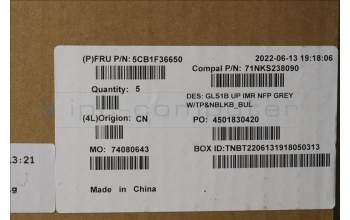 (P)FRU P/N: 5CB1F36650
2022-06-13 19:18:06
Compal P/N: 71NKS238090
Quantity: 5
DES: GLS1B UP IMR NFP GREY
W/TP&NBLKB_BUL
(4L)Origion: CN
PO: 4501830420
MO: 74080643
BOX ID:TNBT2206131918050313
3:21
Made in China